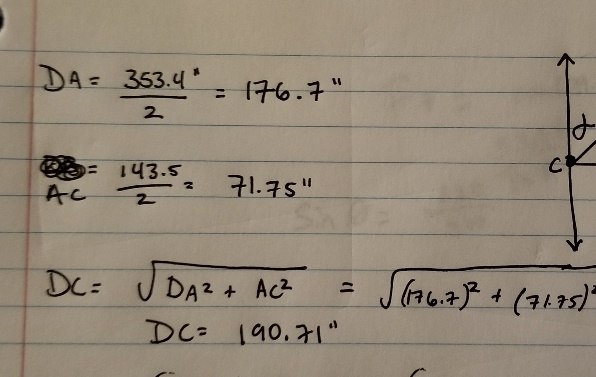 DA = 353.4" / 2 = 176.7"
α
C
= 143.5 / 2 = 71.75"
AC
DC = √(DA² + AC²) = √((176.7)² + (71.75)²
DC = 190.71"